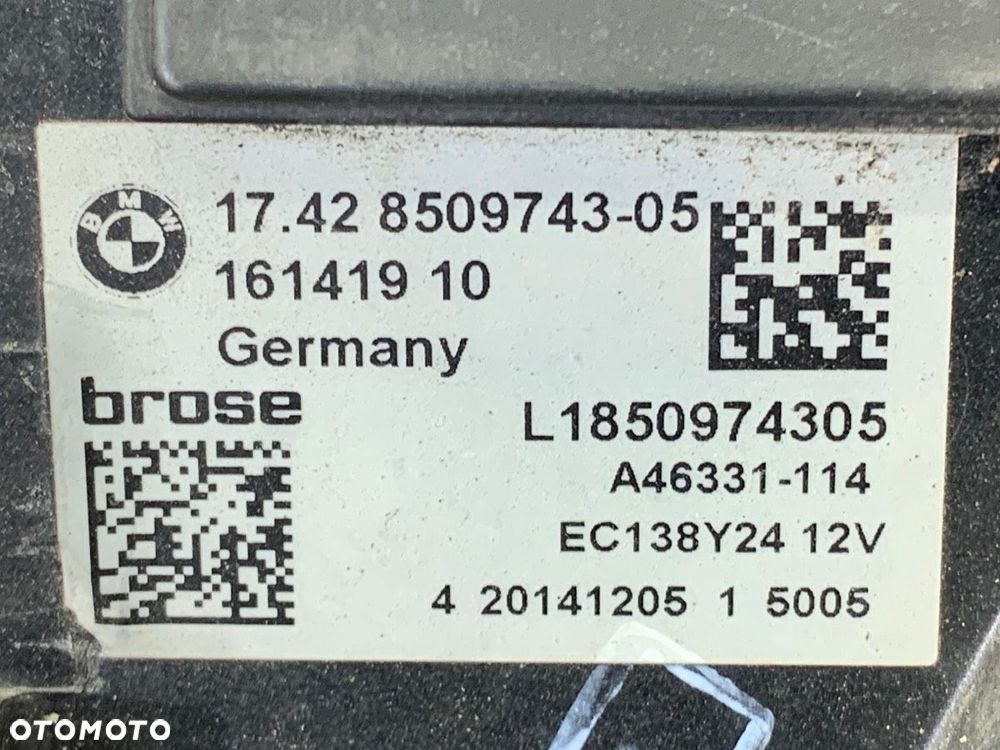 BMW
17.42 8509743-05
161419 10
Germany
brose
L1850974305
A46331-114
EC138Y24 12V
4 20141205 1 5005
OTOMOTO